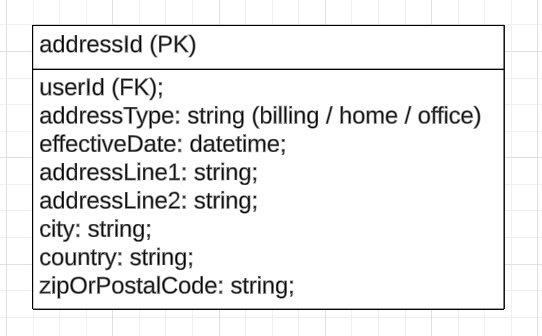 addressId (PK)
userId (FK);
addressType: string (billing / home / office)
effectiveDate: datetime;
addressLine1: string;
addressLine2: string;
city: string;
country: string;
zipOrPostalCode: string;